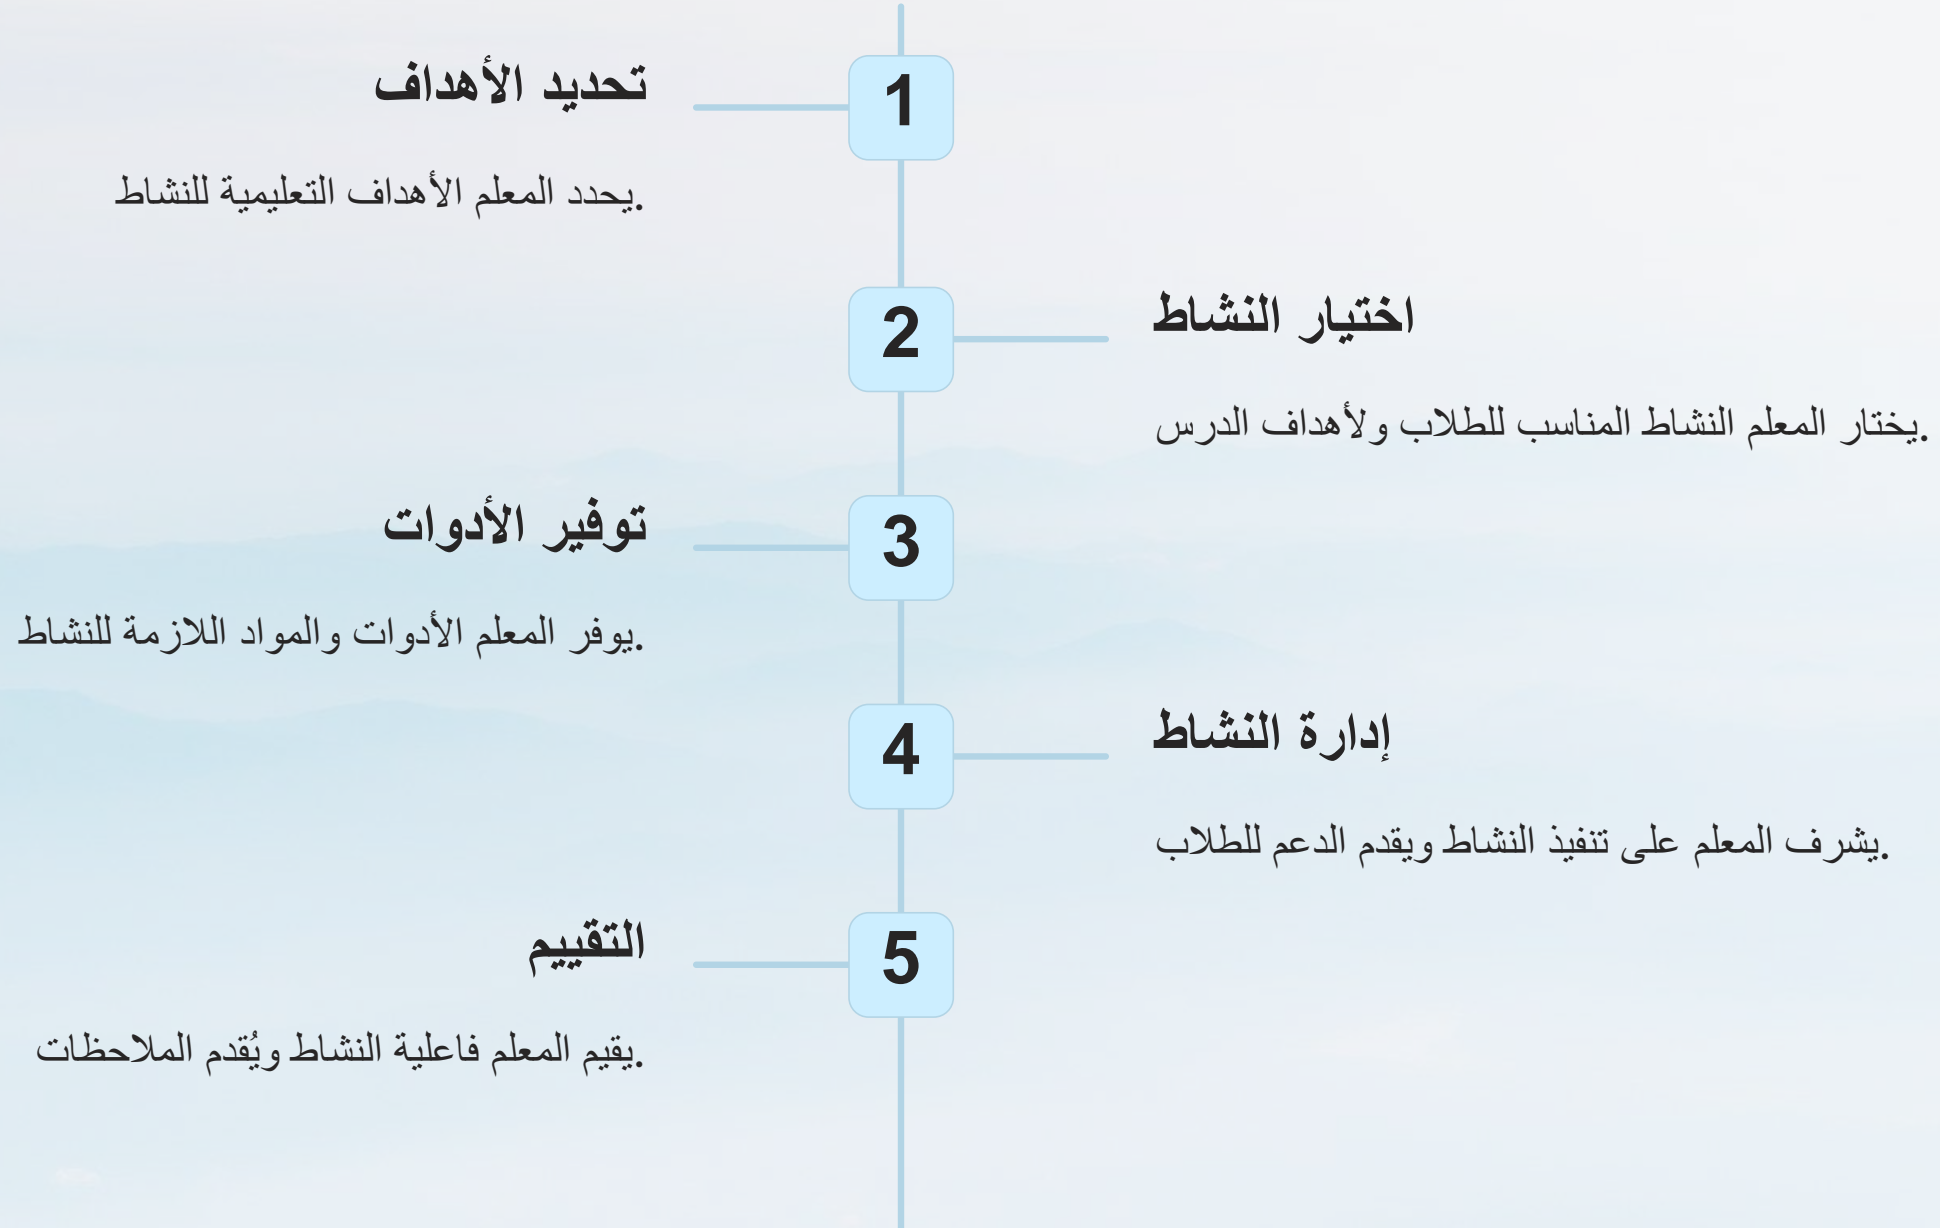 1
تحديد الأهداف
يحدد المعلم الأهداف التعليمية للنشاط.
2
اختيار النشاط
يختار المعلم النشاط المناسب للطلاب ولأهداف الدرس.
3
توفير الأدوات
يوفر المعلم الأدوات والمواد اللازمة للنشاط.
4
إدارة النشاط
يشرف المعلم على تنفيذ النشاط ويقدم الدعم للطلاب.
5
التقييم
يقيم المعلم فاعلية النشاط ويُقدم الملاحظات.